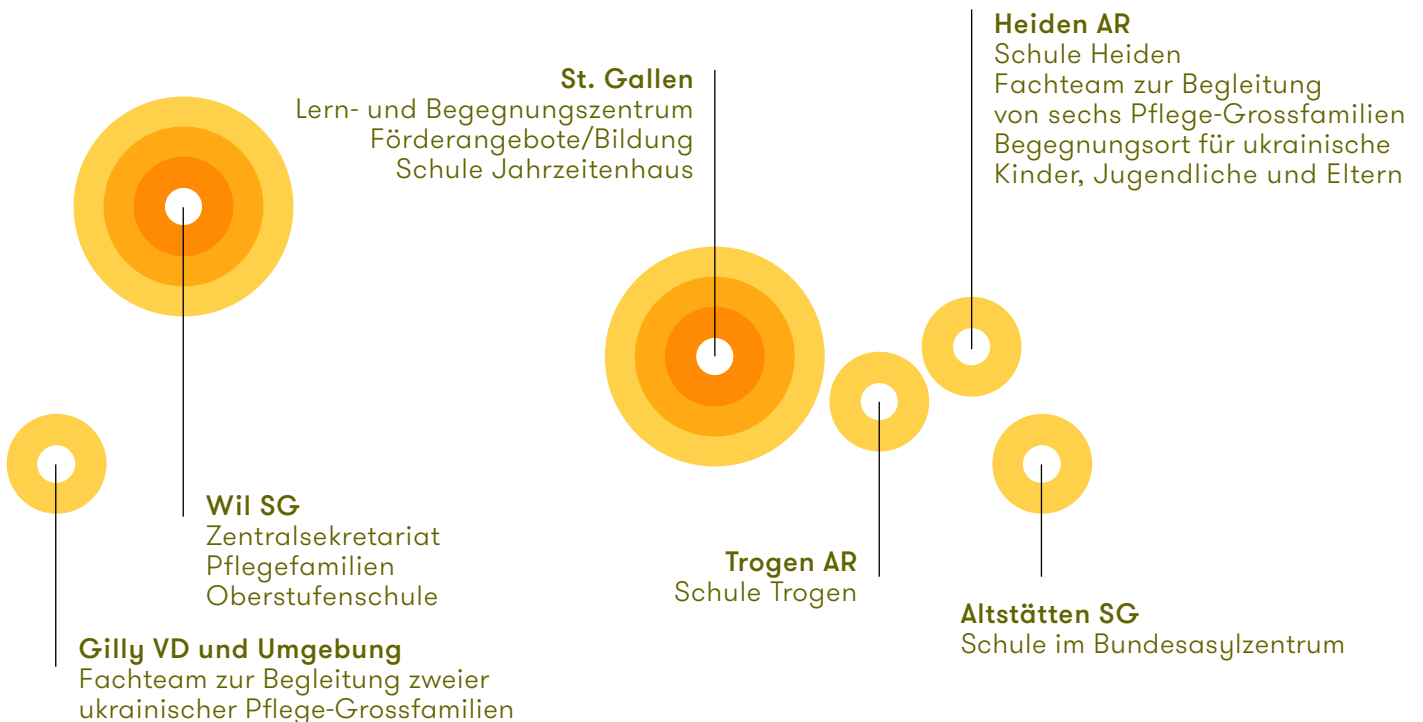 Heiden AR
Schule Heiden
Fachteam zur Begleitung
von sechs Pflege-Grossfamilien
Begegnungsort für ukrainische
Kinder, Jugendliche und Eltern
St. Gallen
Lern- und Begegnungszentrum
Förderangebote/Bildung
Schule Jahrzeitenhaus
Wil SG
Zentralsekretariat
Pflegefamilien
Oberstufenschule
Trogen AR
Schule Trogen
Altstätten SG
Schule im Bundesasylzentrum
Gilly VD und Umgebung
Fachteam zur Begleitung zweier
ukrainischer Pflege-Grossfamilien